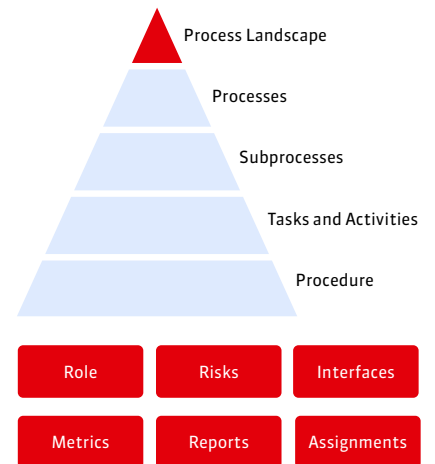 Process Landscape
Processes
Subprocesses
Tasks and Activities
Procedure
Role
Risks
Interfaces
Metrics
Reports
Assignments